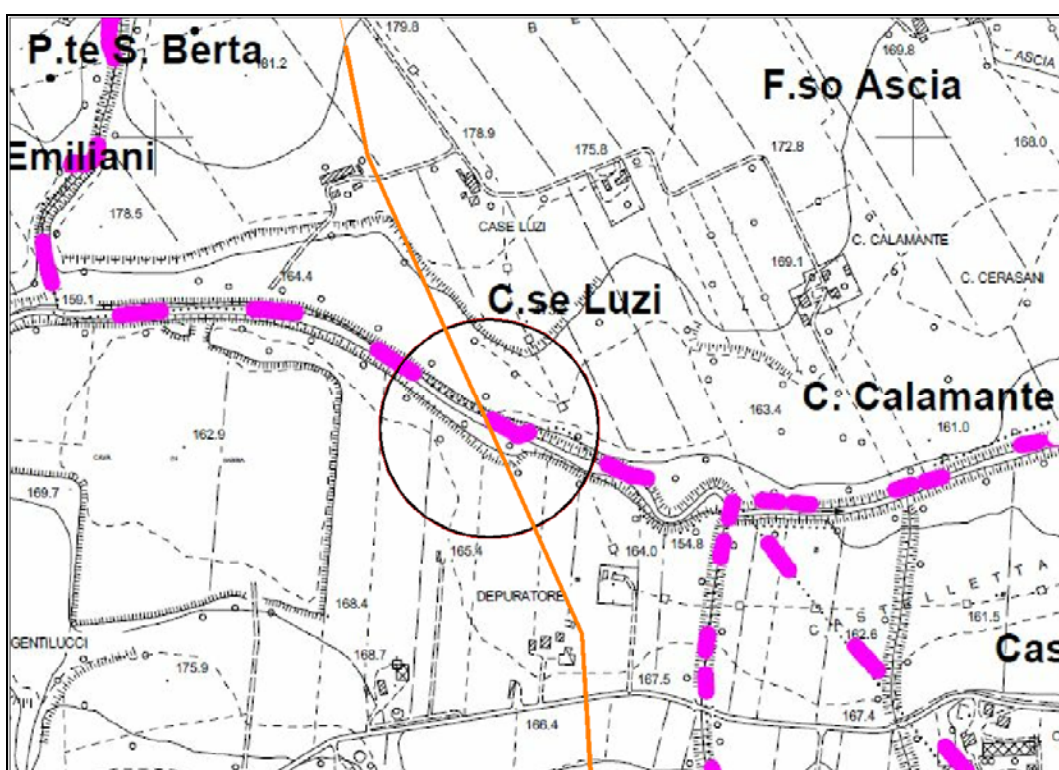 179.8
B E
169.8
P.te S. Berta
181.2
F.so Ascia
ASCIA
178.9
175.8
172.8
168.0
Emiliani
178.5
CASE LUZI
C. CALAMANTE
164.4
169.1
C. CERASANI
159.1
C.se Luzi
163.4
C. Calamante
161.0
162.9
CAVA DI
169.7
165.4
164.0
154.8
DEPURATORE
168.4
CASTELLETTA
161.5
162.6
GENTILUCCI
168.7
Cas
175.9
167.5
166.4
167.4